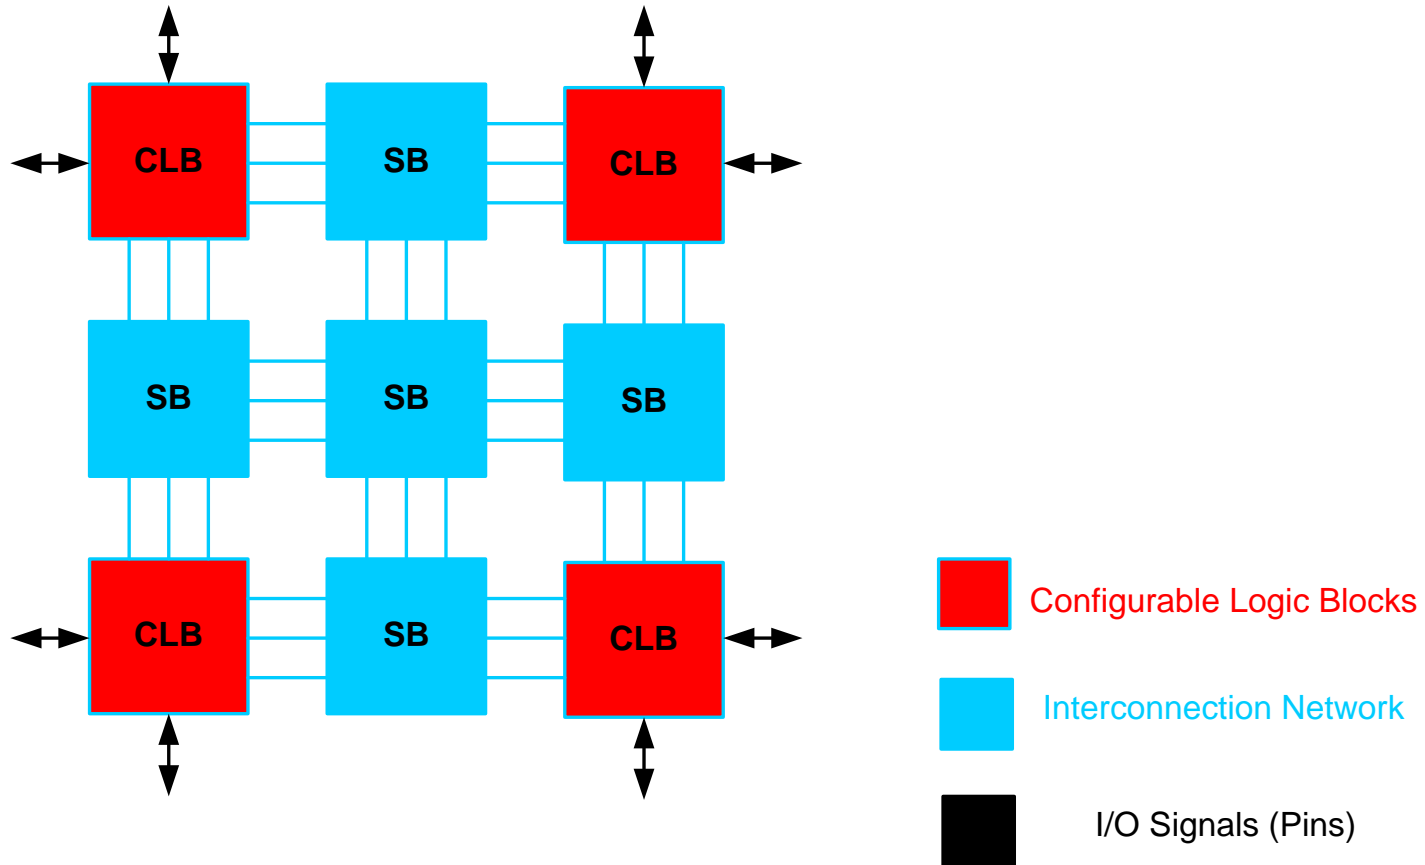 CLB
SB
CLB
SB
SB
SB
CLB
SB
CLB
Configurable Logic Blocks
Interconnection Network
I/O Signals (Pins)